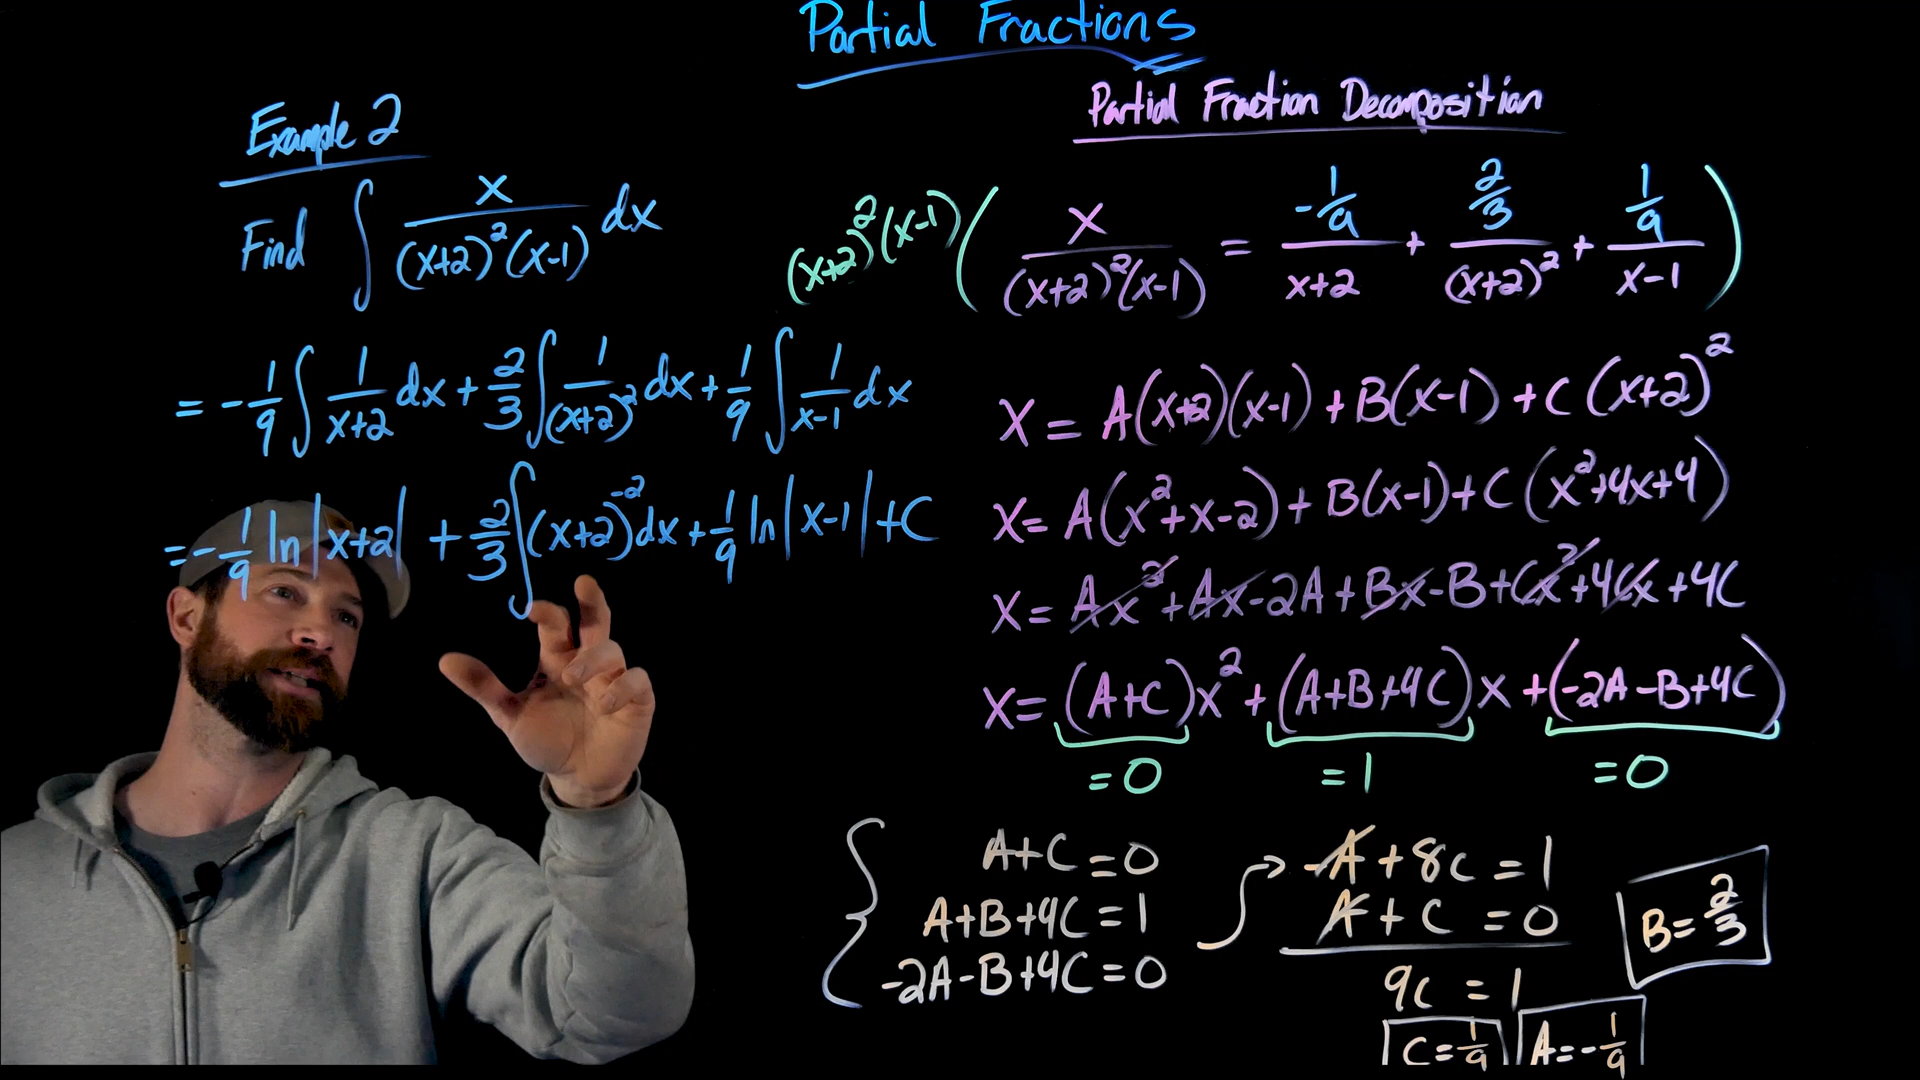 Partial Fractions
Example 2
Find ∫ x/((x+2)²(x-1)) dx
= -1/9 ∫ 1/(x+2) dx + 2/3 ∫ 1/(x+2)² dx + 1/9 ∫ 1/(x-1) dx
= -1/9 ln|x+2| + 2/3 ∫ (x+2)⁻² dx + 1/9 ln|x-1| + C
Partial Fraction Decomposition
(x+2)²(x-1) ( x/((x+2)²(x-1)) = (-1/9)/(x+2) + (2/3)/(x+2)² + (1/9)/(x-1) )
x = A(x+2)(x-1) + B(x-1) + C(x+2)²
x = A(x²+x-2) + B(x-1) + C(x²+4x+4)
x = Ax² + Ax - 2A + Bx - B + Cx² + 4Cx + 4C
x = (A+C)x² + (A+B+4C)x + (-2A-B+4C)
=0 =1 =0
A+C=0
A+B+4C=1
-2A-B+4C=0
-A+8C=1
A+C=0
9C=1
C=1/9 A=-1/9
B=2/3